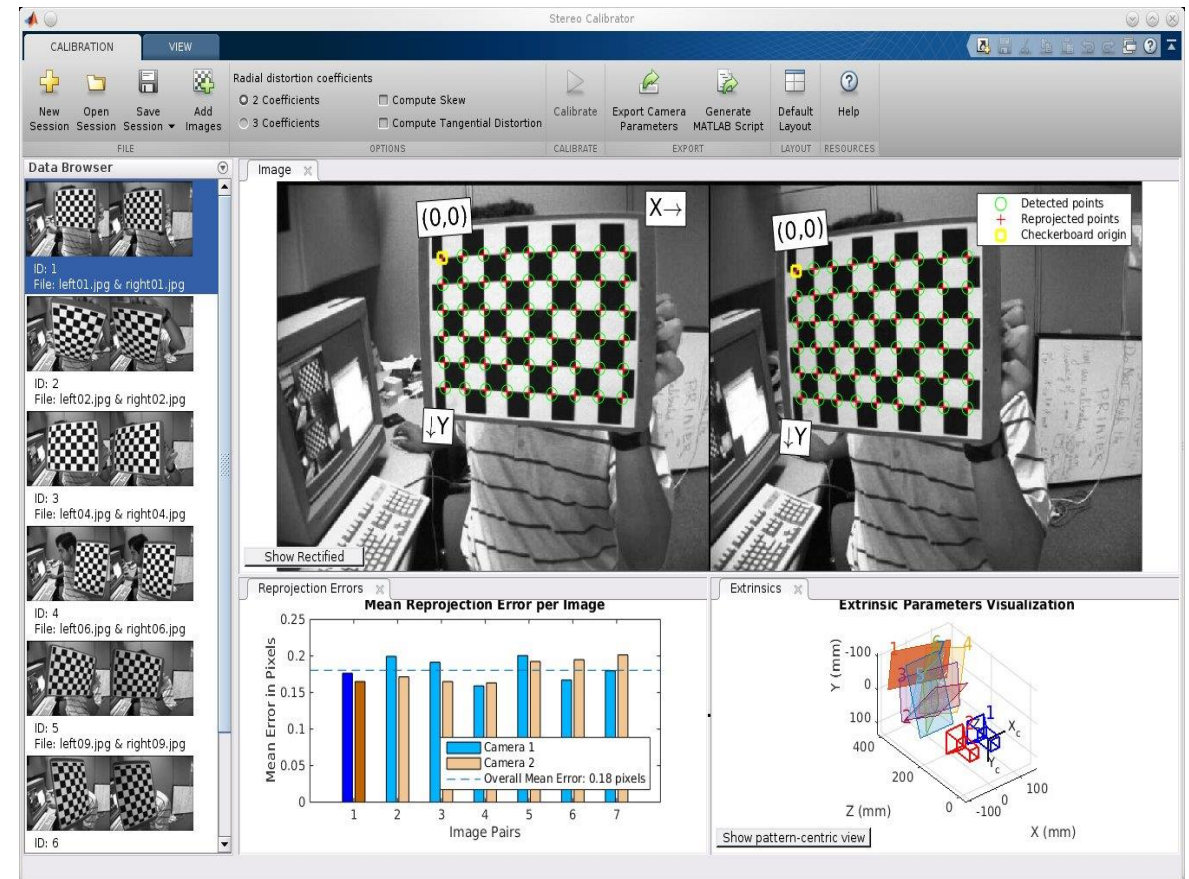 Stereo Calibrator
CALIBRATION
VIEW
New Session
Open Session
Save Session
Add Images
FILE
Radial distortion coefficients
2 Coefficients
3 Coefficients
Compute Skew
Compute Tangential Distortion
OPTIONS
Calibrate
CALIBRATE
Export Camera Parameters
Generate MATLAB Script
EXPORT
Default Layout
LAYOUT
Help
RESOURCES
Data Browser
ID: 1
File: left01.jpg & right01.jpg
ID: 2
File: left02.jpg & right02.jpg
ID: 3
File: left04.jpg & right04.jpg
ID: 4
File: left06.jpg & right06.jpg
ID: 5
File: left09.jpg & right09.jpg
ID: 6
Image
(0,0)
X→
↓Y
(0,0)
↓Y
Detected points
Reprojected points
Checkerboard origin
PRINTER
Show Rectified
Reprojection Errors
Mean Reprojection Error per Image
Mean Error in Pixels
0.25
0.2
0.15
0.1
0.05
0
Camera 1
Camera 2
Overall Mean Error: 0.18 pixels
1 2 3 4 5 6 7
Image Pairs
Extrinsics
Extrinsic Parameters Visualization
Y (mm)
-100
0
100
400
200
0
Z (mm)
-100
0
100
X (mm)
1
4
3
2
1
Xc
Yc
Show pattern-centric view